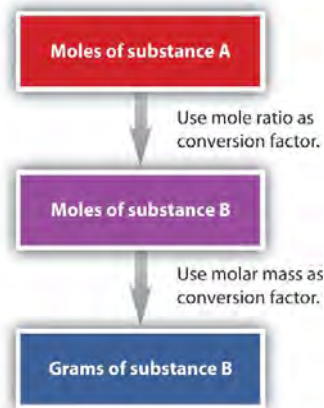 Moles of substance A
Use mole ratio as
conversion factor.
Moles of substance B
Use molar mass as
conversion factor.
Grams of substance B